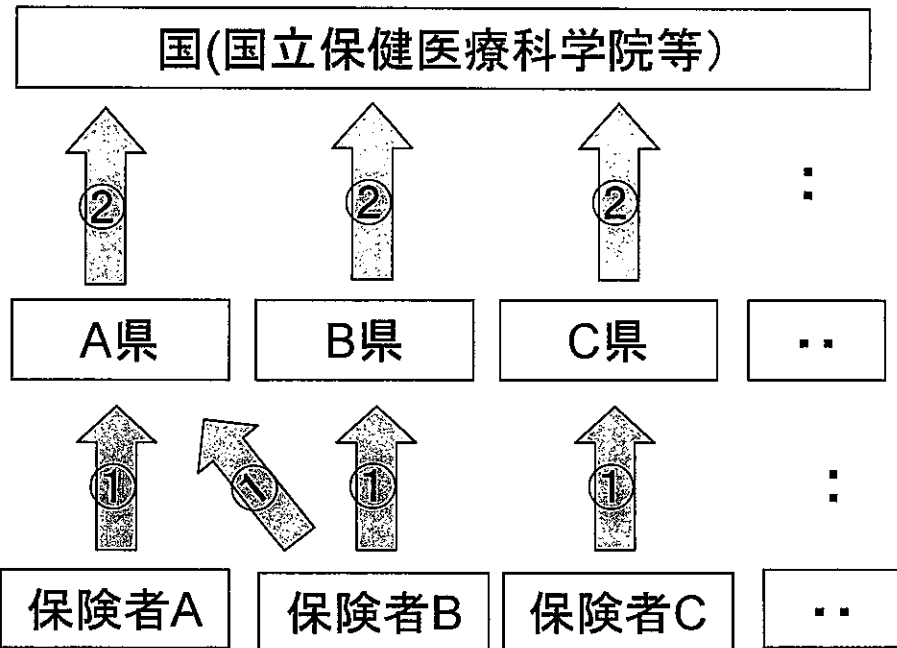 国(国立保健医療科学院等）
② ② ② :
A県 B県 C県 ‥
① ① ① ① :
保険者A 保険者B 保険者C ‥